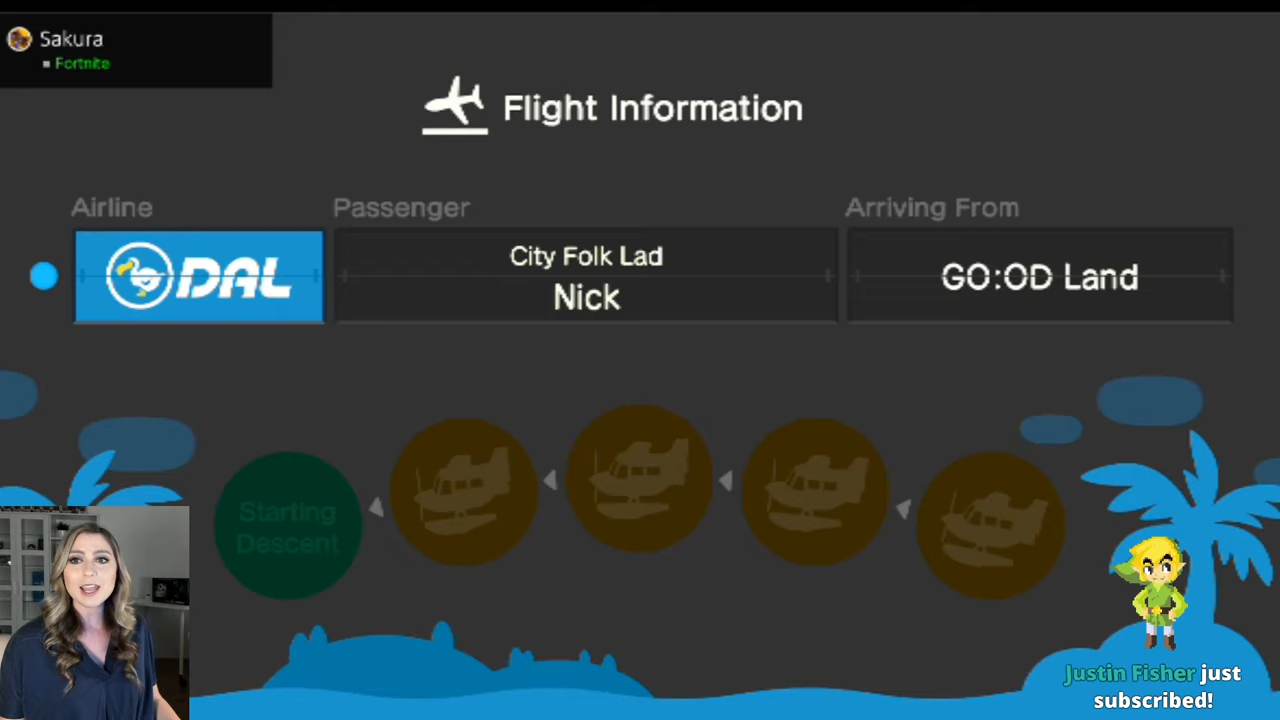 Sakura
Fortnite
Flight Information
Airline
Passenger
Arriving From
DAL
City Folk Lad
Nick
GO:OD Land
Starting
Descent
Justin Fisher just
subscribed!